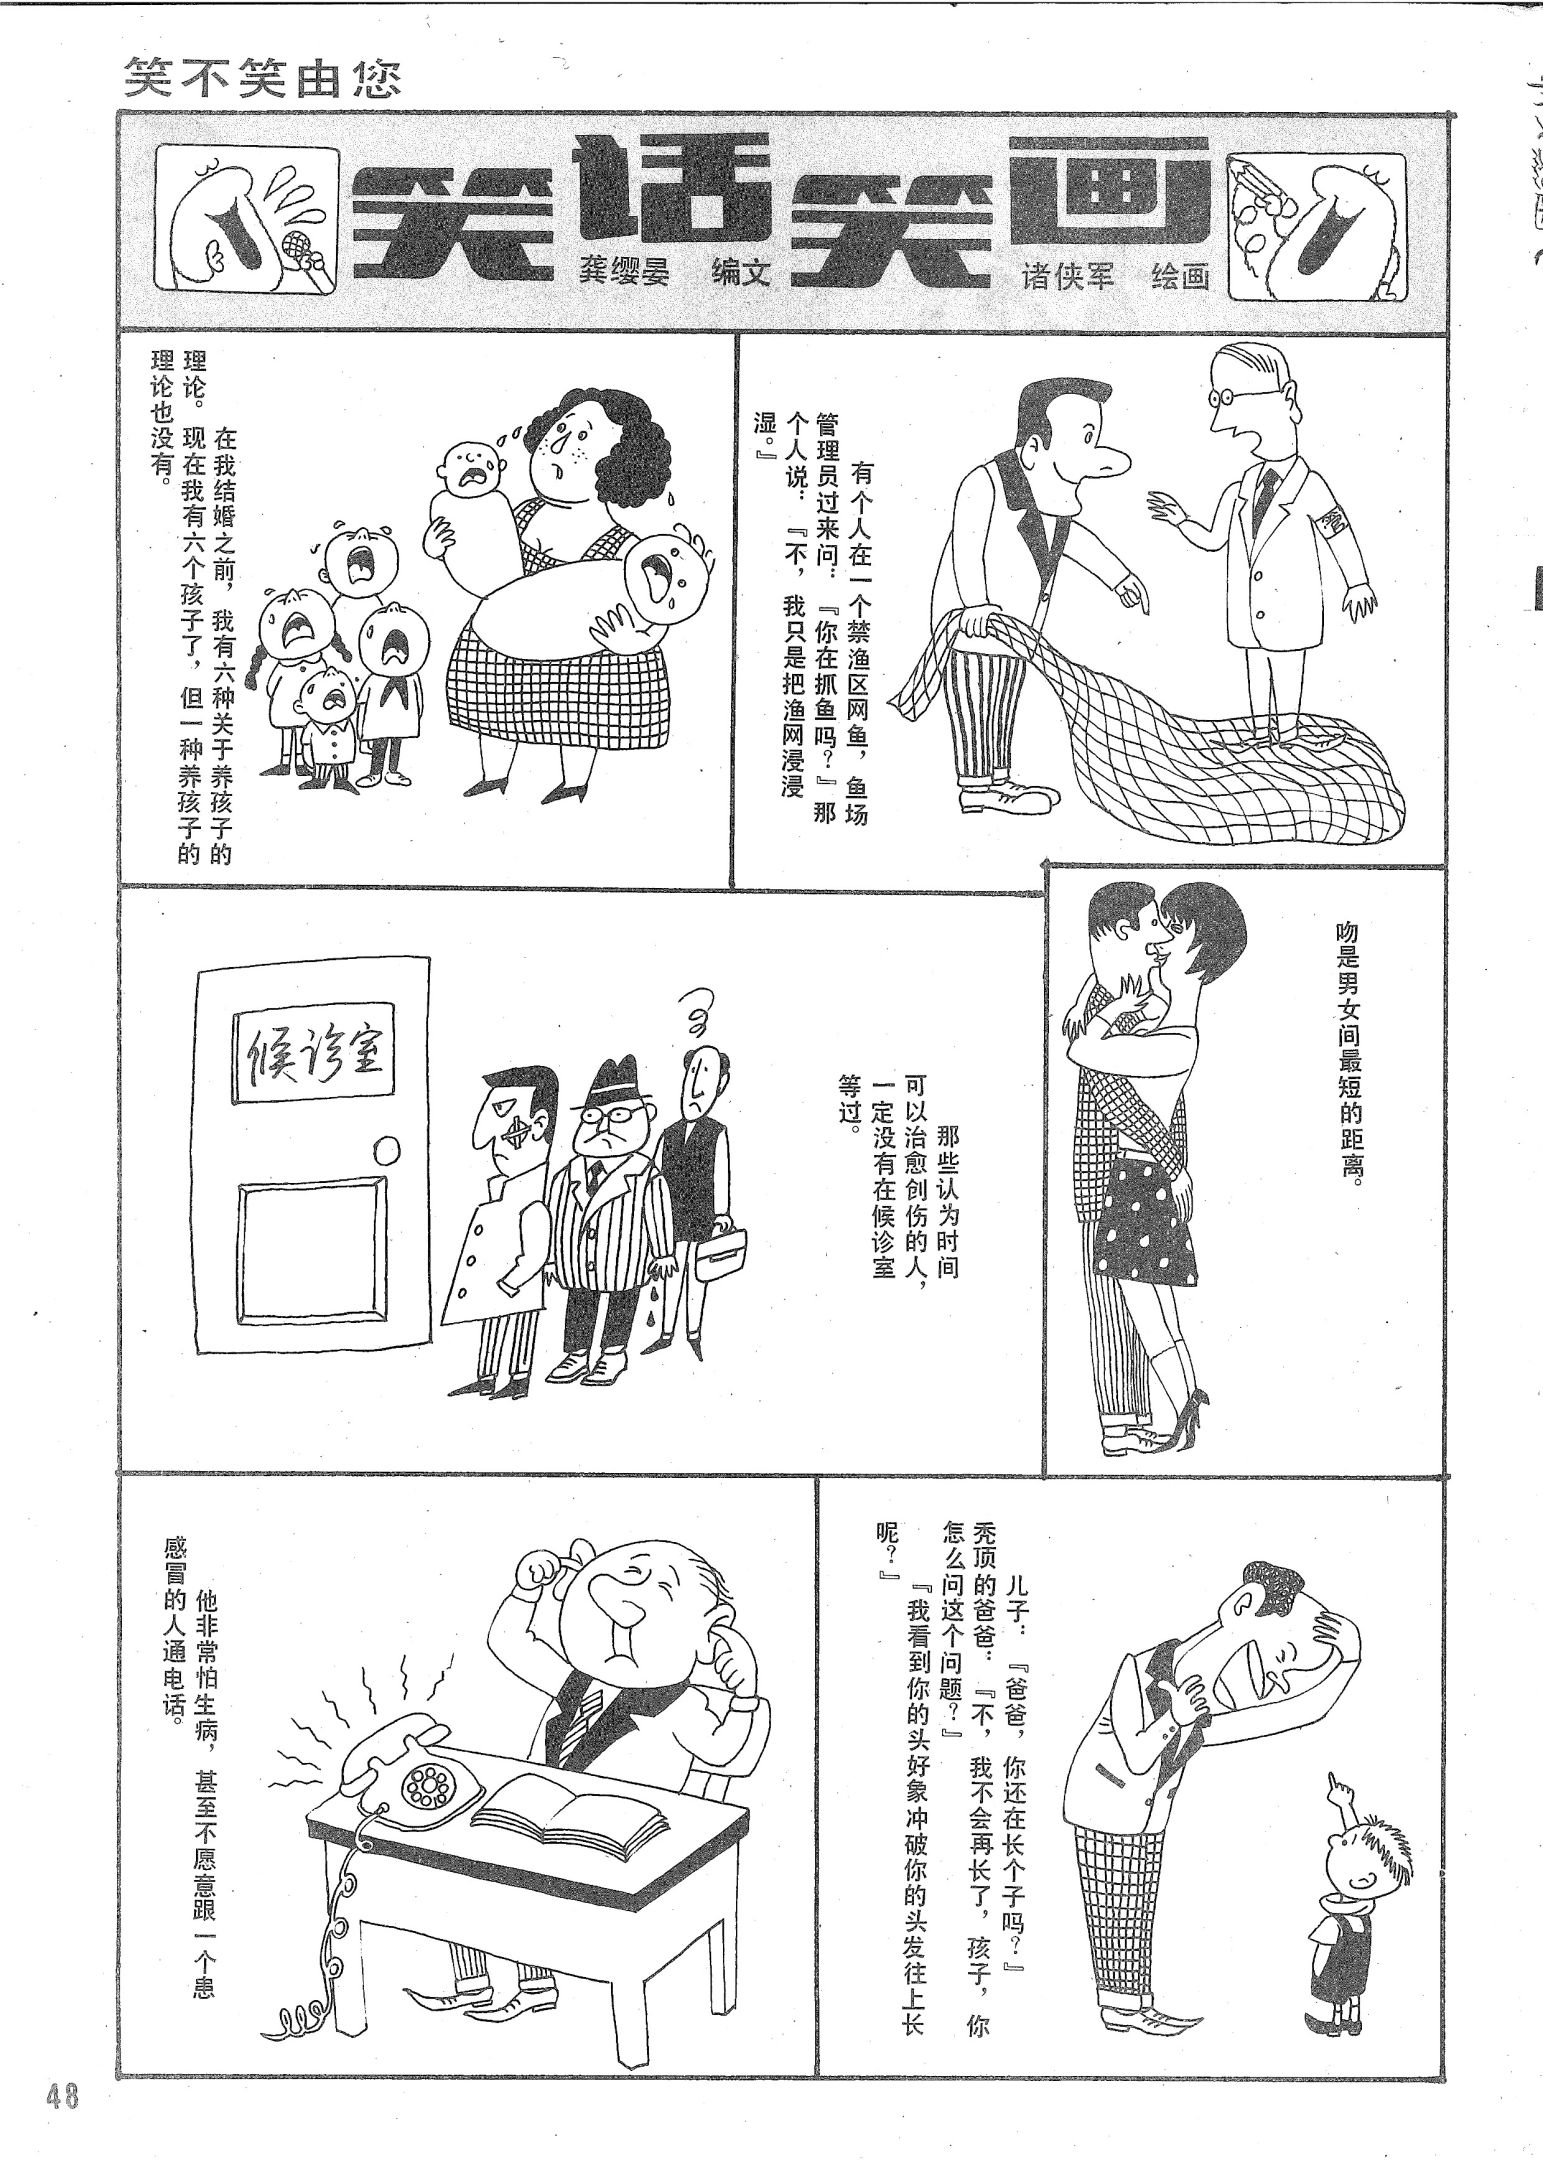 笑不笑由您
笑话笑画
龚缨晏 编文
诸侠军 绘画
有个人在一个禁渔区网鱼，鱼场
管理员过来问：『你在抓鱼吗？』那
个人说：『不，我只是把渔网浸浸
湿。』
管
在我结婚之前，我有六种关于养孩子的
理论。现在我有六个孩子了，但一种养孩子的
理论也没有。
吻是男女间最短的距离。
那些认为时间
可以治愈创伤的人，
一定没有在候诊室
等过。
候诊室
儿子：『爸爸，你还在长个子吗？』
秃顶的爸爸：『不，我不会再长了，孩子，你
怎么问这个问题？』
『我看到你的头好象冲破你的头发往上长
呢？』
他非常怕生病，甚至不愿意跟一个患
感冒的人通电话。
48